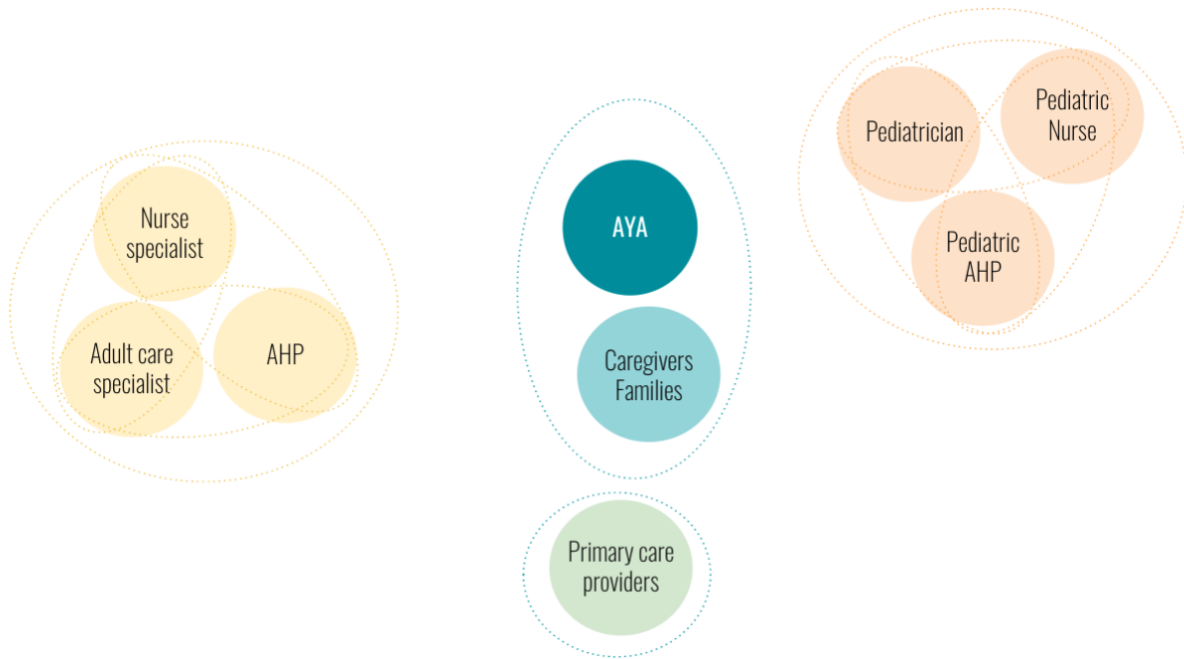 Nurse
specialist
Adult care
specialist
AHP
AYA
Caregivers
Families
Primary care
providers
Pediatrician
Pediatric
Nurse
Pediatric
AHP